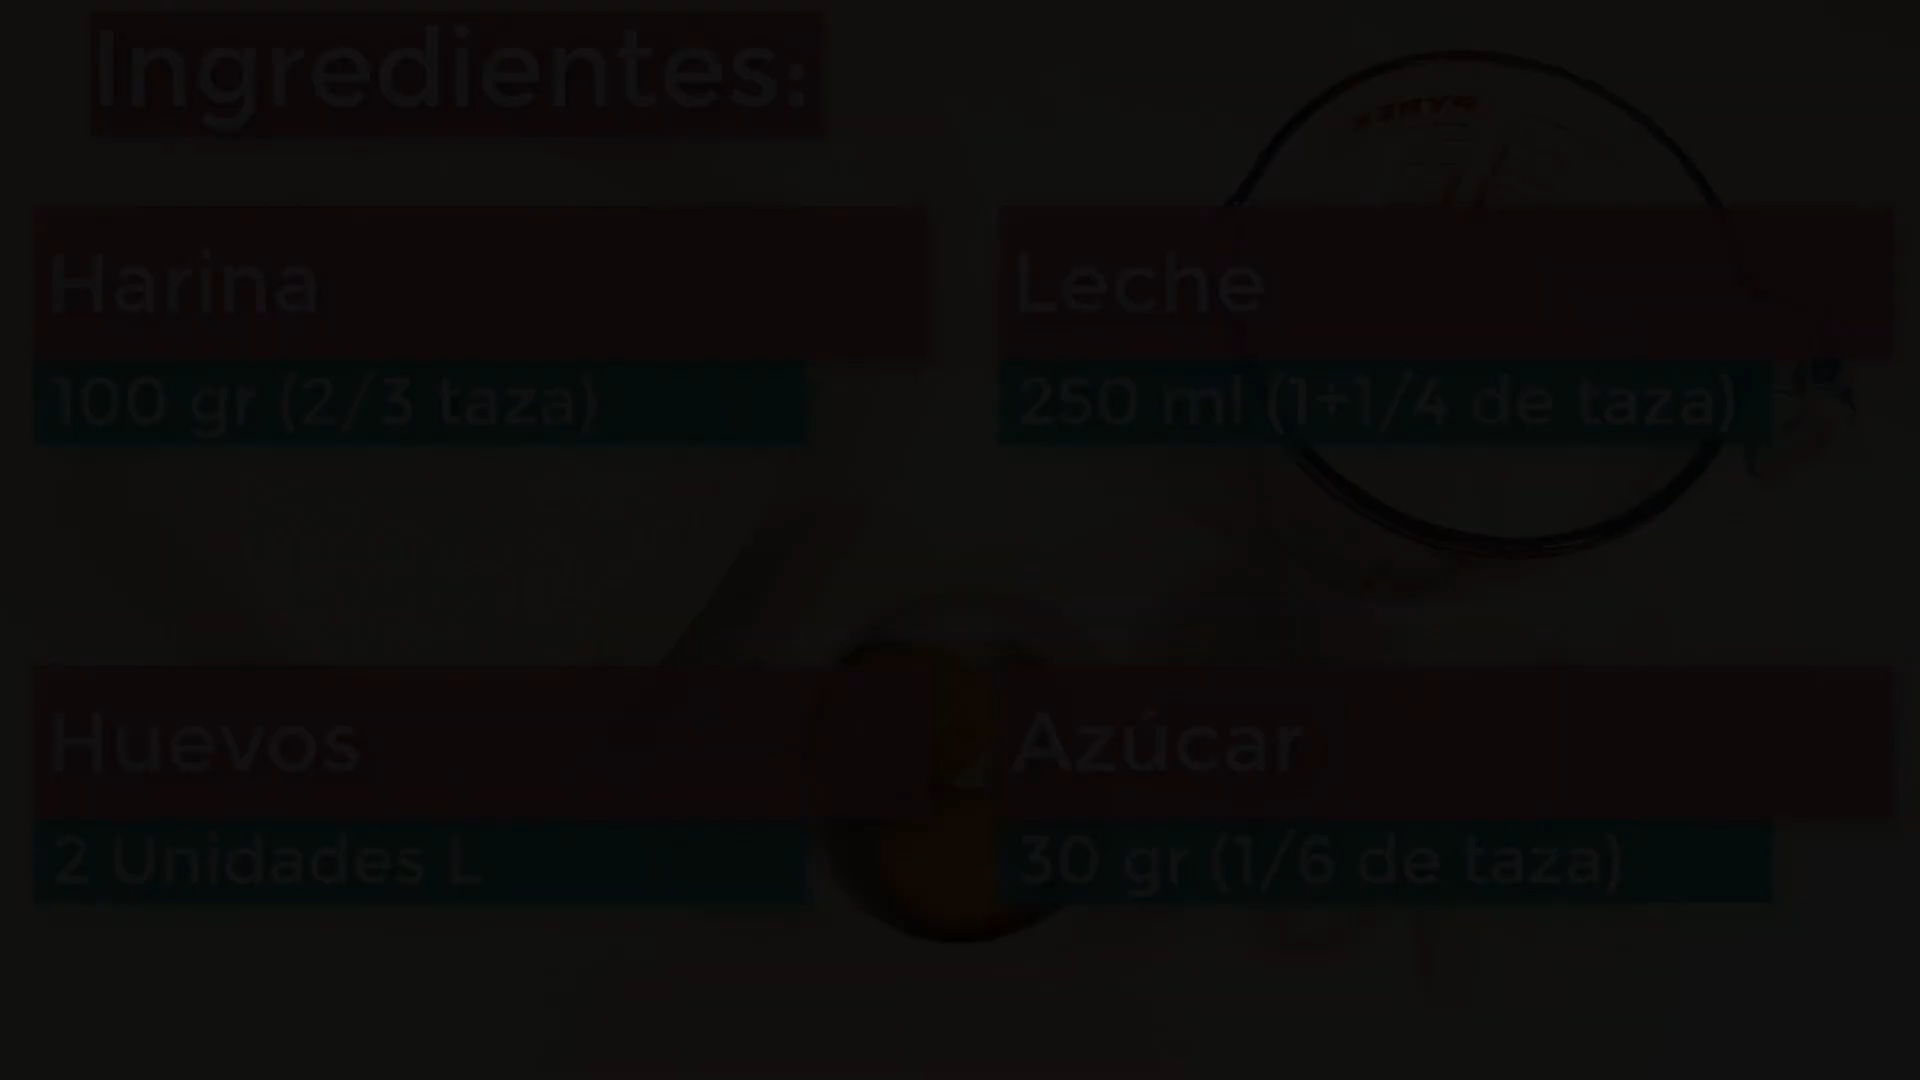 Ingredientes:
Harina
100 gr (2/3 taza)
Leche
250 ml (1+1/4 de taza)
Huevos
2 Unidades L
Azúcar
30 gr (1/6 de taza)